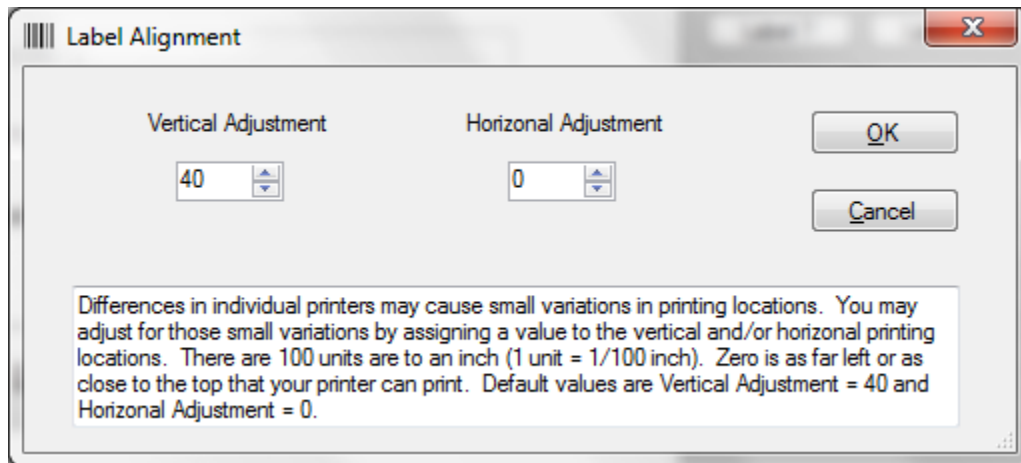 Label Alignment
Vertical Adjustment
Horizonal Adjustment
OK
40
0
Cancel
Differences in individual printers may cause small variations in printing locations.  You may
adjust for those small variations by assigning a value to the vertical and/or horizonal printing
locations.  There are 100 units are to an inch (1 unit = 1/100 inch).  Zero is as far left or as
close to the top that your printer can print.  Default values are Vertical Adjustment = 40 and
Horizonal Adjustment = 0.